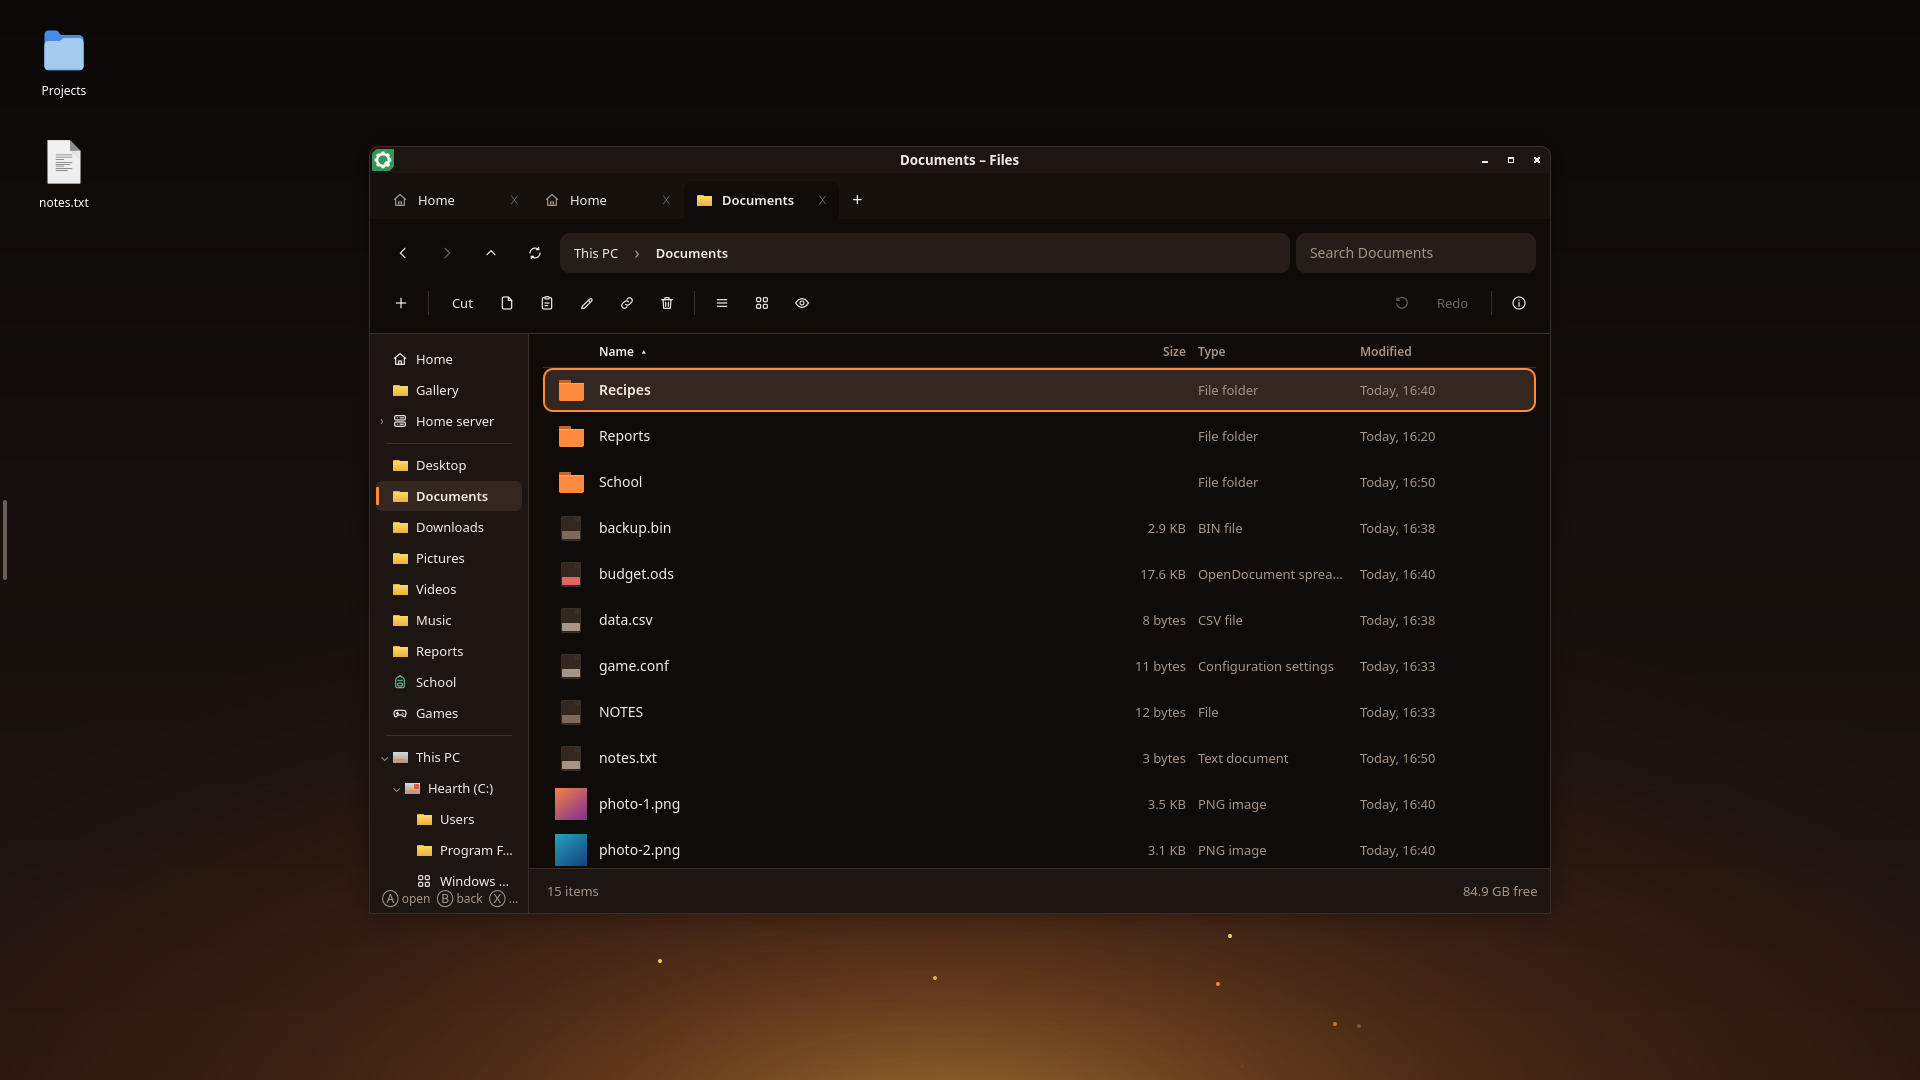 Projects
notes.txt
Documents – Files
Home X Home X Documents X +
This PC › Documents
Search Documents
Cut
Redo
Home
Gallery
Home server
Desktop
Documents
Downloads
Pictures
Videos
Music
Reports
School
Games
This PC
Hearth (C:)
Users
Program F...
Windows ...
A open B back X ...
Name Size Type Modified
Recipes File folder Today, 16:40
Reports File folder Today, 16:20
School File folder Today, 16:50
backup.bin 2.9 KB BIN file Today, 16:38
budget.ods 17.6 KB OpenDocument sprea... Today, 16:40
data.csv 8 bytes CSV file Today, 16:38
game.conf 11 bytes Configuration settings Today, 16:33
NOTES 12 bytes File Today, 16:33
notes.txt 3 bytes Text document Today, 16:50
photo-1.png 3.5 KB PNG image Today, 16:40
photo-2.png 3.1 KB PNG image Today, 16:40
15 items
84.9 GB free